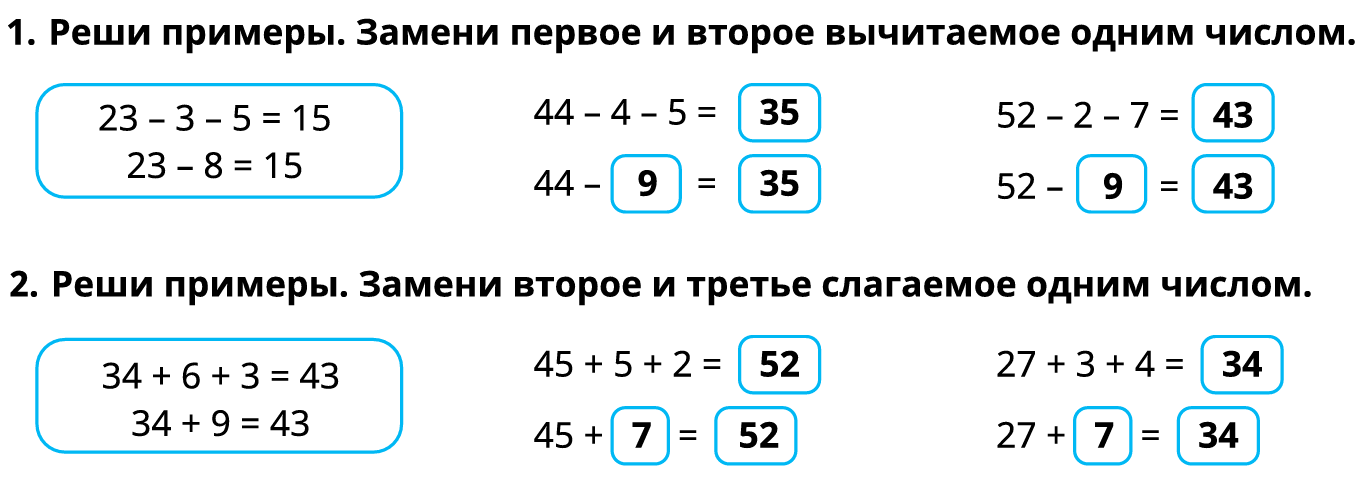 1. Реши примеры. Замени первое и второе вычитаемое одним числом.
23 – 3 – 5 = 15
23 – 8 = 15
44 – 4 – 5 = 35
44 – 9 = 35
52 – 2 – 7 = 43
52 – 9 = 43
2. Реши примеры. Замени второе и третье слагаемое одним числом.
34 + 6 + 3 = 43
34 + 9 = 43
45 + 5 + 2 = 52
45 + 7 = 52
27 + 3 + 4 = 34
27 + 7 = 34